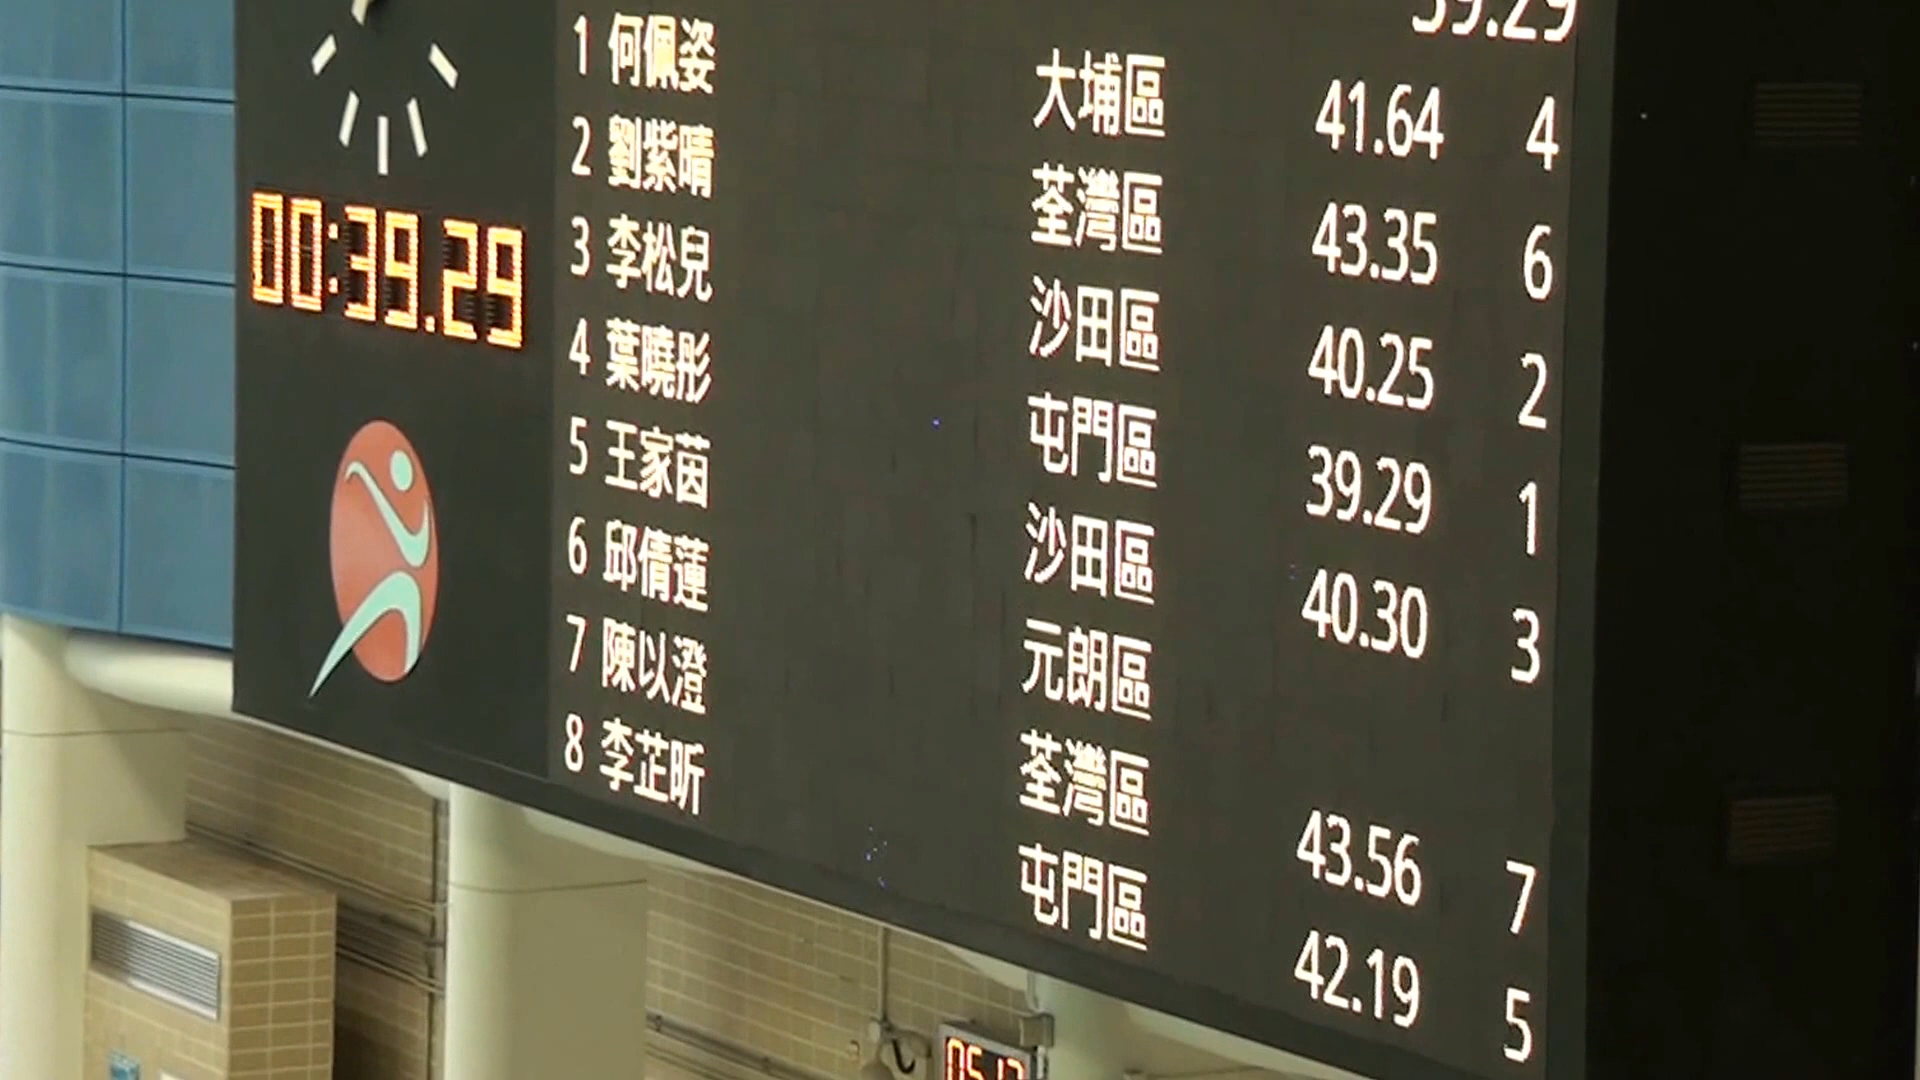 39.29
1 何佩姿 大埔區 41.64 4
2 劉紫晴 荃灣區 43.35 6
3 李松兒 沙田區 40.25 2
4 葉曉彤 屯門區 39.29 1
5 王家茵 沙田區 40.30 3
6 邱倩蓮 元朗區
7 陳以澄 荃灣區 43.56 7
8 李芷昕 屯門區 42.19 5
00:39.29